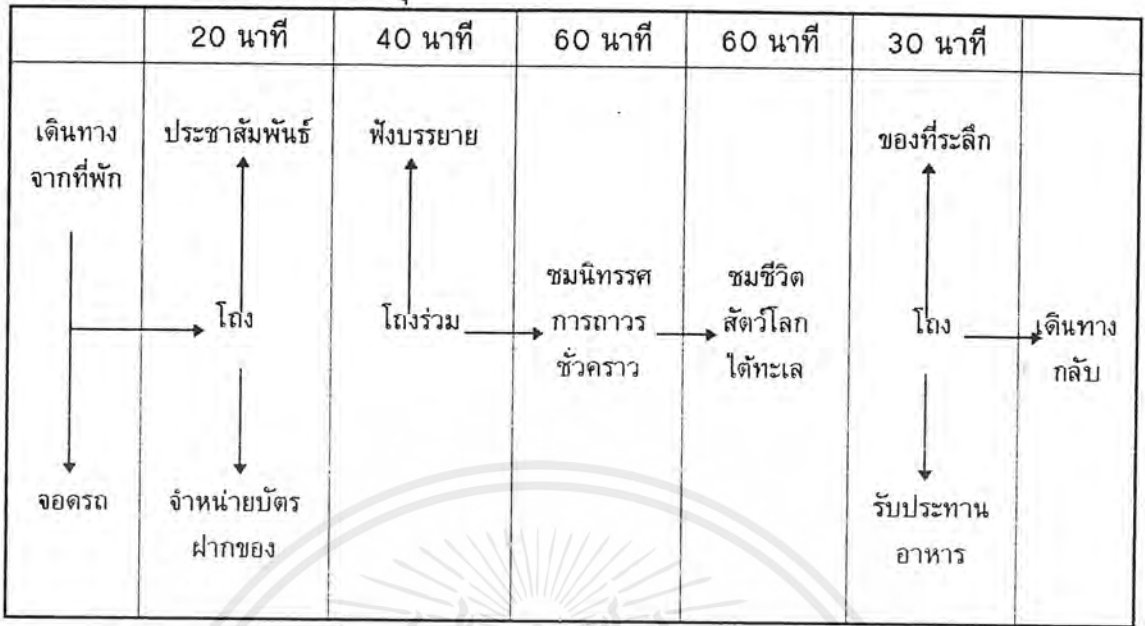 20 นาที
40 นาที
60 นาที
60 นาที
30 นาที
เดินทาง
จากที่พัก
จอดรถ
ประชาสัมพันธ์
โถง
จำหน่ายบัตร
ฝากของ
ฟังบรรยาย
โถงร่วม
ชมนิทรรศ
การถาวร
ชั่วคราว
ชมชีวิต
สัตว์โลก
ใต้ทะเล
ของที่ระลึก
โถง
รับประทาน
อาหาร
เดินทาง
กลับ